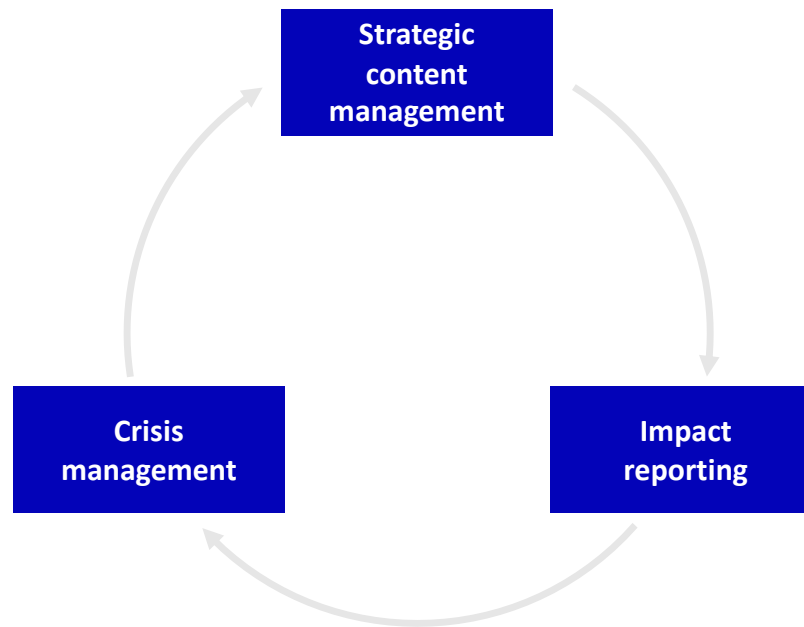 Strategic
content
management
Crisis
management
Impact
reporting